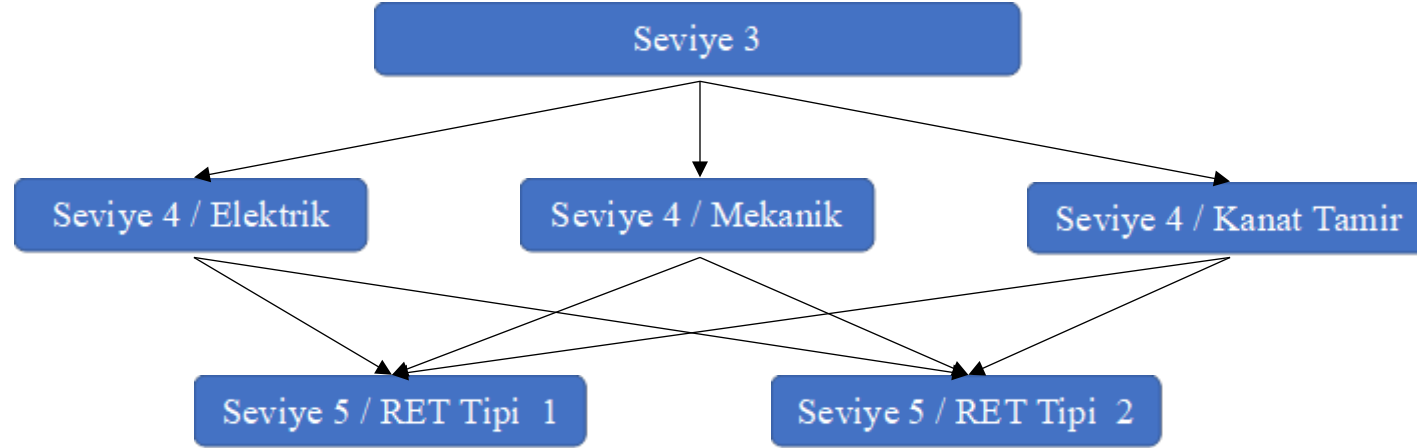 Seviye 3
Seviye 4 / Elektrik
Seviye 4 / Mekanik
Seviye 4 / Kanat Tamir
Seviye 5 / RET Tipi  1
Seviye 5 / RET Tipi  2